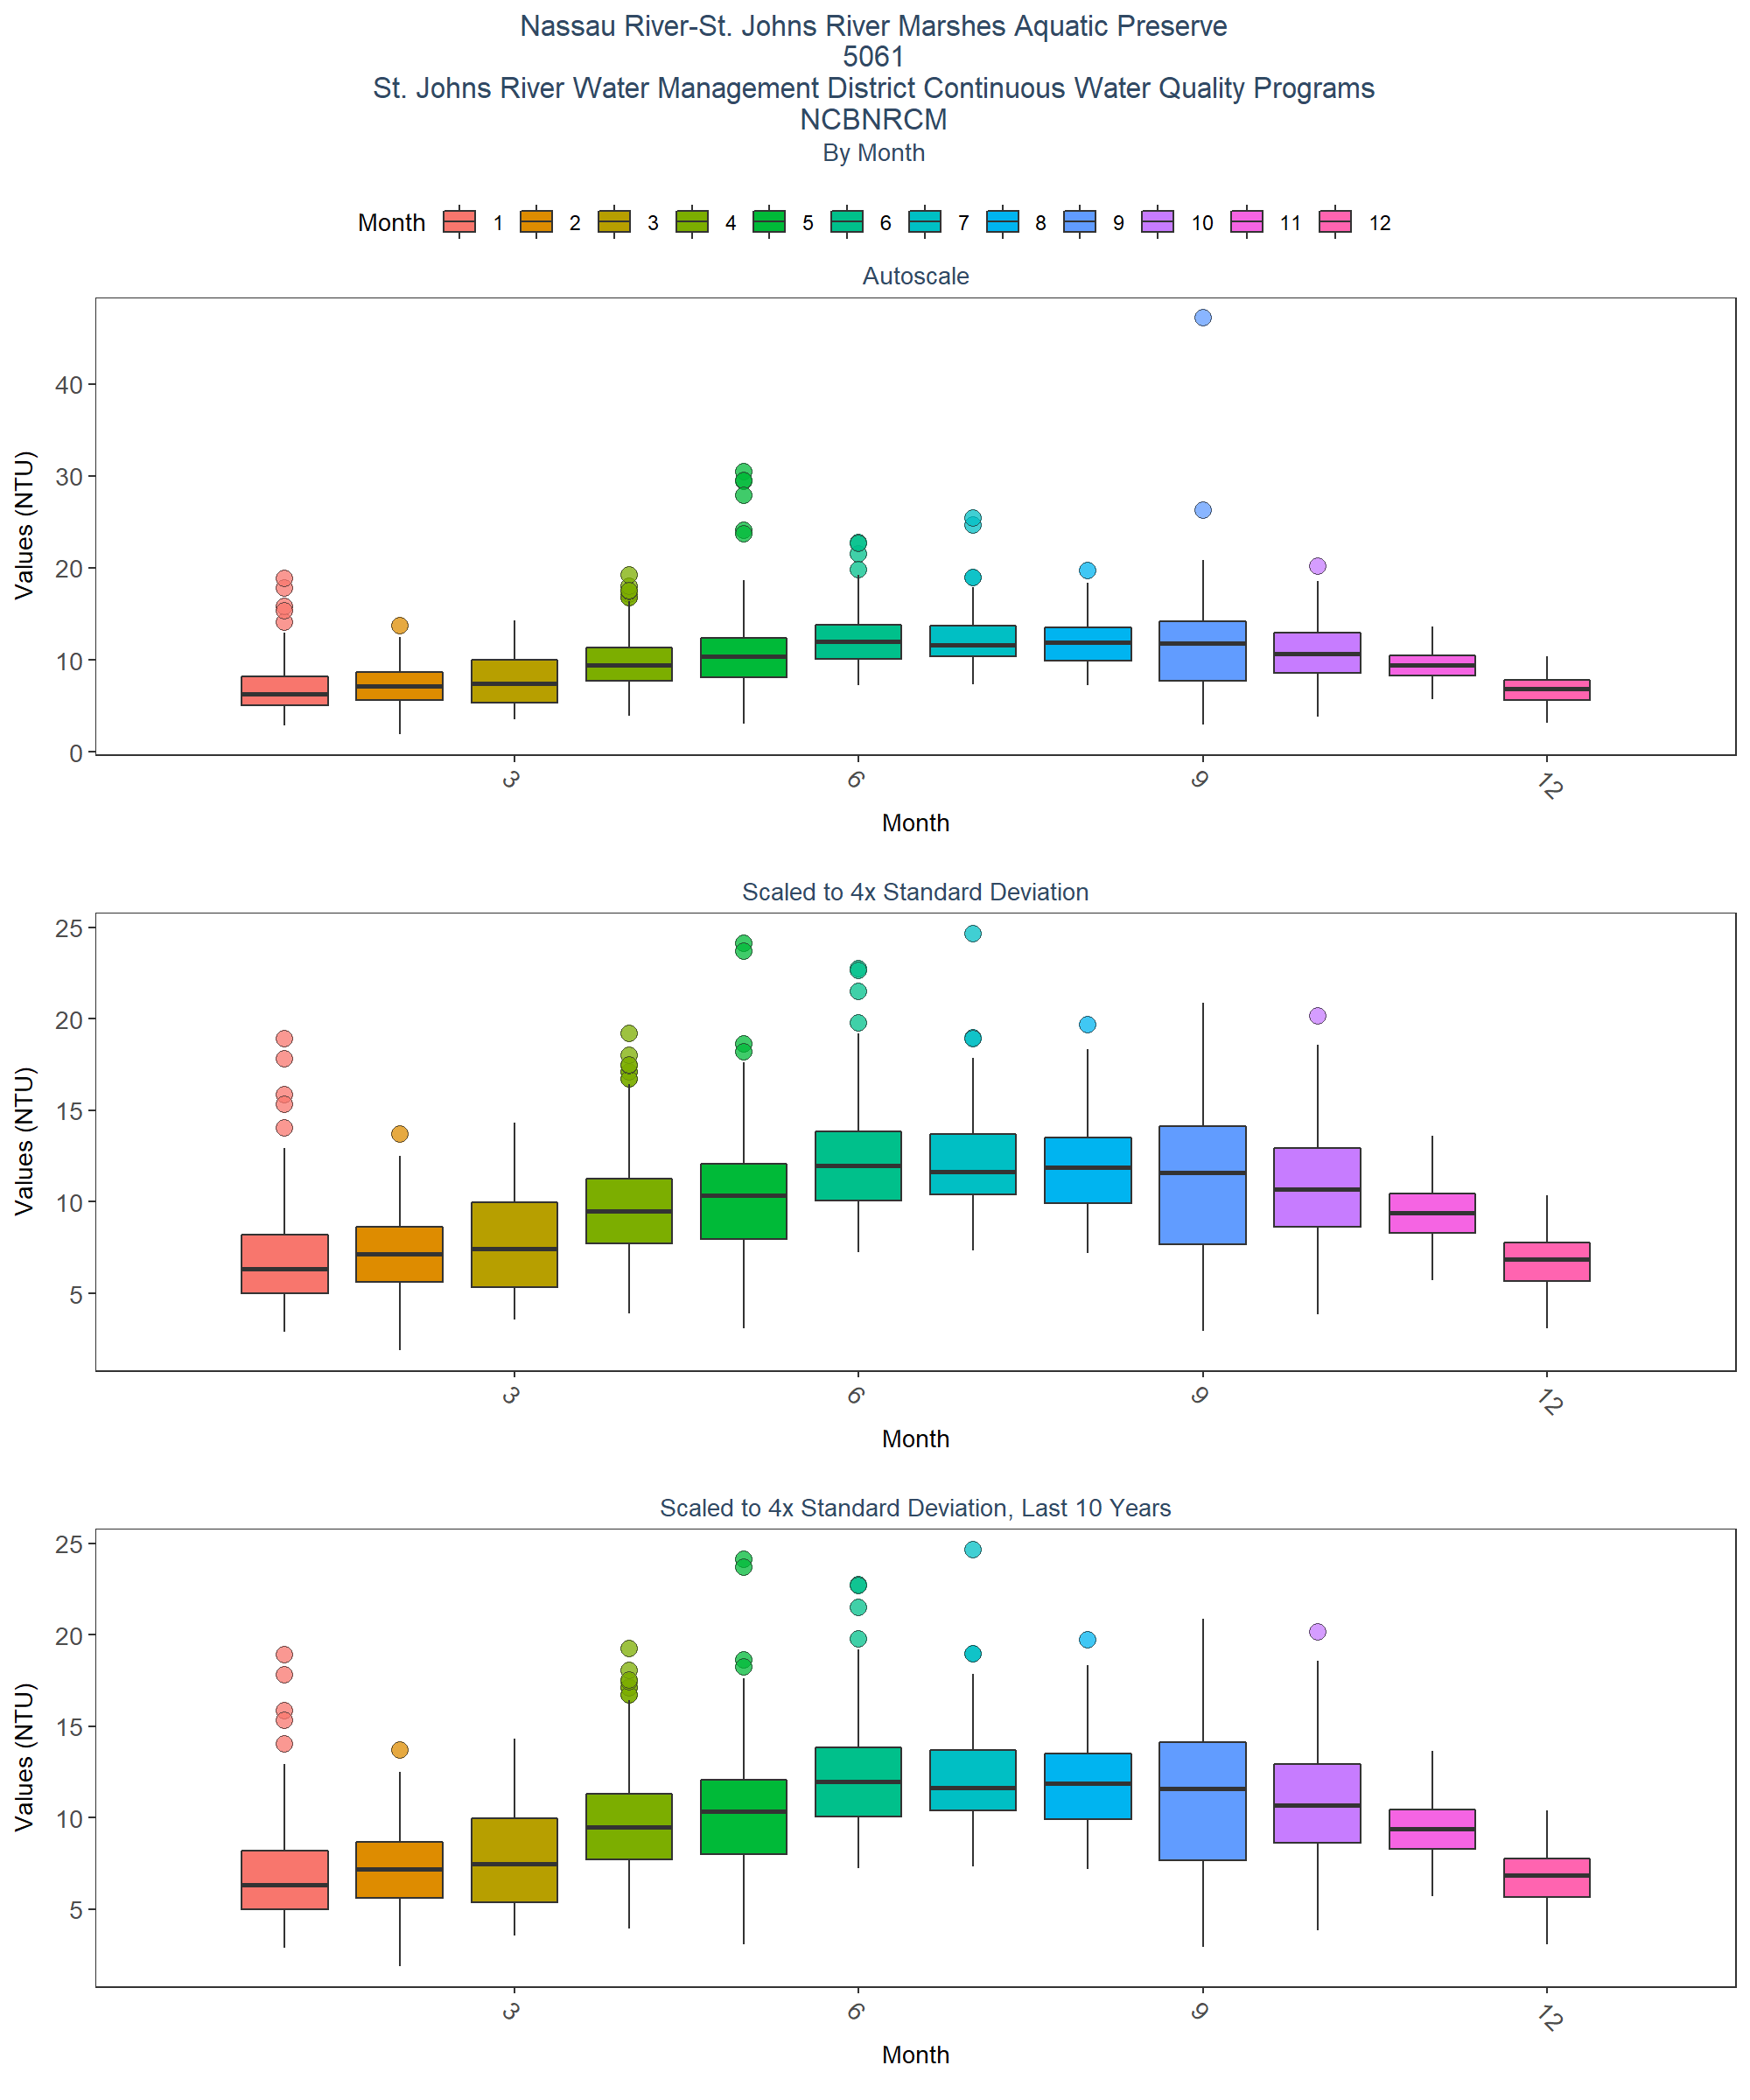 Nassau River-St. Johns River Marshes Aquatic Preserve
5061
St. Johns River Water Management District Continuous Water Quality Programs
NCBNRCM
By Month
Month 1 2 3 4 5 6 7 8 9 10 11 12
Autoscale
Values (NTU)
40
30
20
10
0
3 6 9 12
Month
Scaled to 4x Standard Deviation
Values (NTU)
25
20
15
10
5
3 6 9 12
Month
Scaled to 4x Standard Deviation, Last 10 Years
Values (NTU)
25
20
15
10
5
3 6 9 12
Month